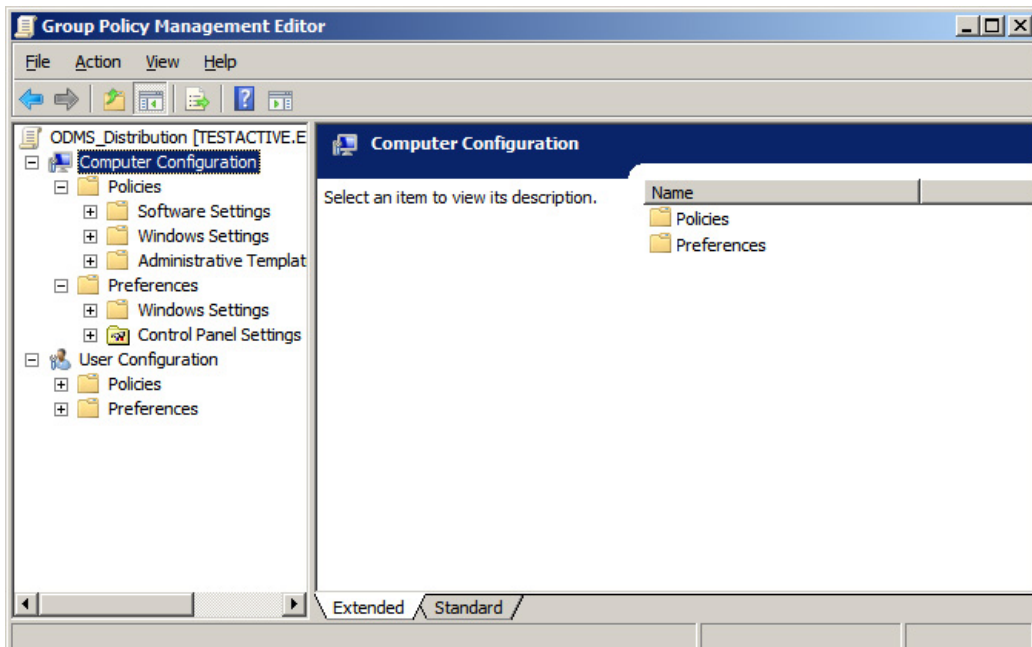 Group Policy Management Editor
File Action View Help
ODMS_Distribution [TESTACTIVE.E
Computer Configuration
Policies
Software Settings
Windows Settings
Administrative Templat
Preferences
Windows Settings
Control Panel Settings
User Configuration
Policies
Preferences
Computer Configuration
Select an item to view its description.
Name
Policies
Preferences
Extended Standard